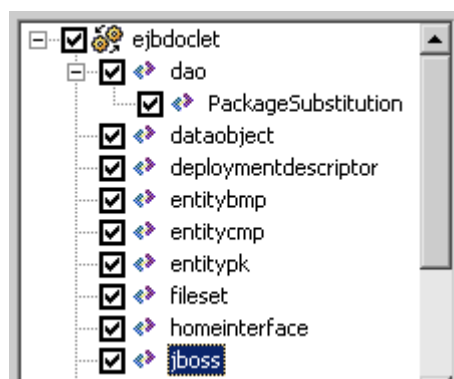 ejbdoclet
dao
PackageSubstitution
dataobject
deploymentdescriptor
entitybmp
entitycmp
entitypk
fileset
homeinterface
jboss